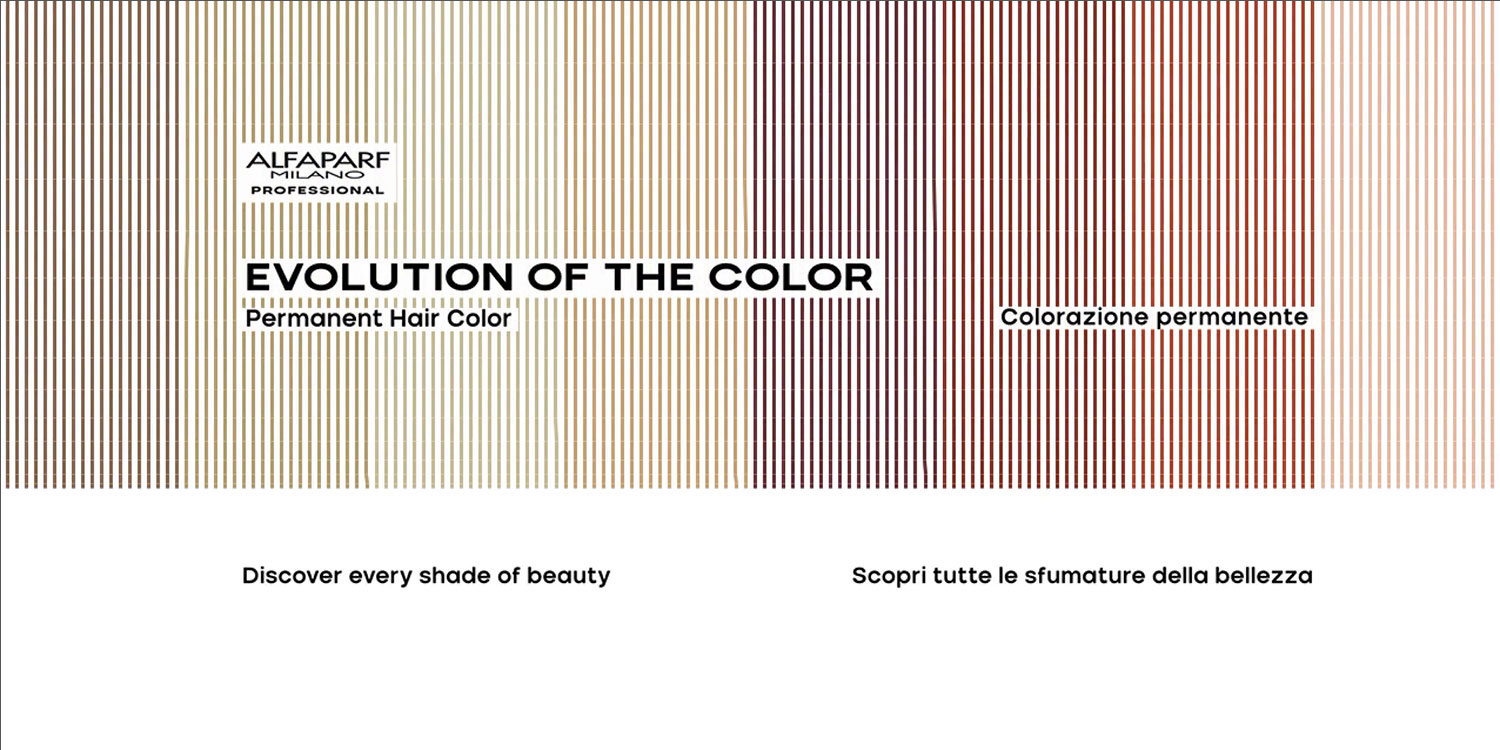 ALFAPARF
MILANO
PROFESSIONAL
EVOLUTION OF THE COLOR
Permanent Hair Color
Colorazione permanente
Discover every shade of beauty
Scopri tutte le sfumature della bellezza